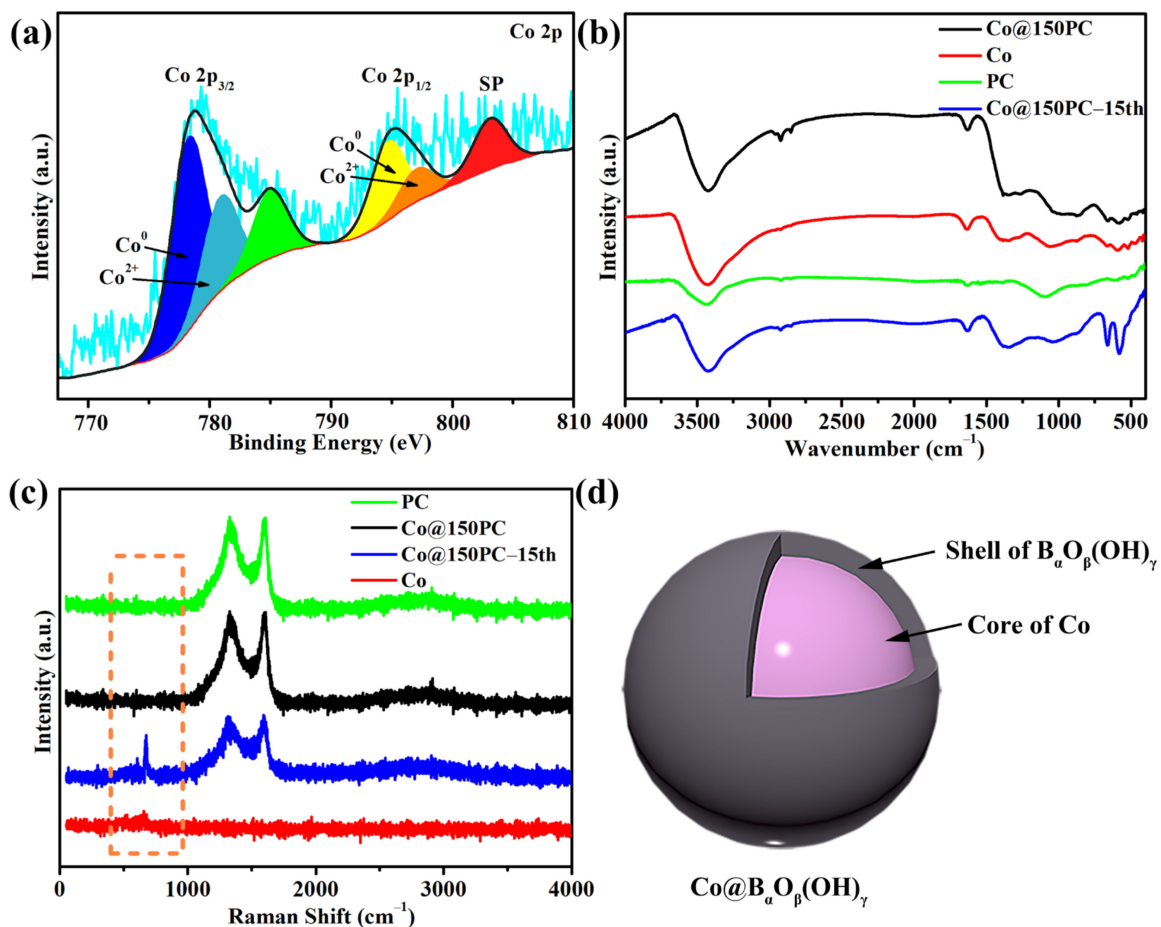 (a)
Co 2p
Co 2p3/2
Co 2p1/2
SP
Co0
Co2+
Co0
Co2+
Intensity (a.u.)
770 780 790 800 810
Binding Energy (eV)
(b)
Co@150PC
Co
PC
Co@150PC–15th
Intensity (a.u.)
4000 3500 3000 2500 2000 1500 1000 500
Wavenumber (cm−1)
(c)
PC
Co@150PC
Co@150PC–15th
Co
Intensity (a.u.)
0 1000 2000 3000 4000
Raman Shift (cm−1)
(d)
Shell of BαOβ(OH)γ
Core of Co
Co@BαOβ(OH)γ